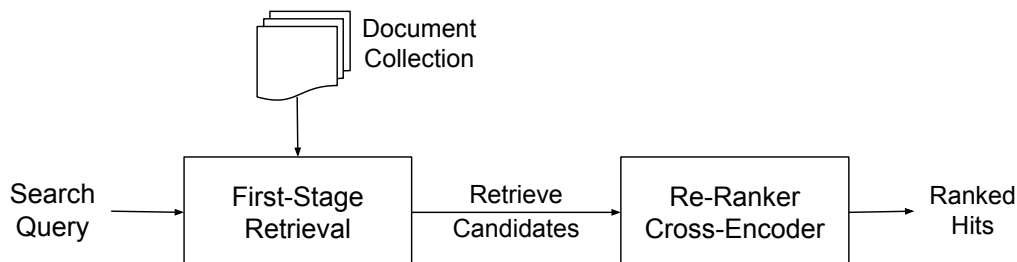 Document
Collection
Search
Query
First-Stage
Retrieval
Retrieve
Candidates
Re-Ranker
Cross-Encoder
Ranked
Hits